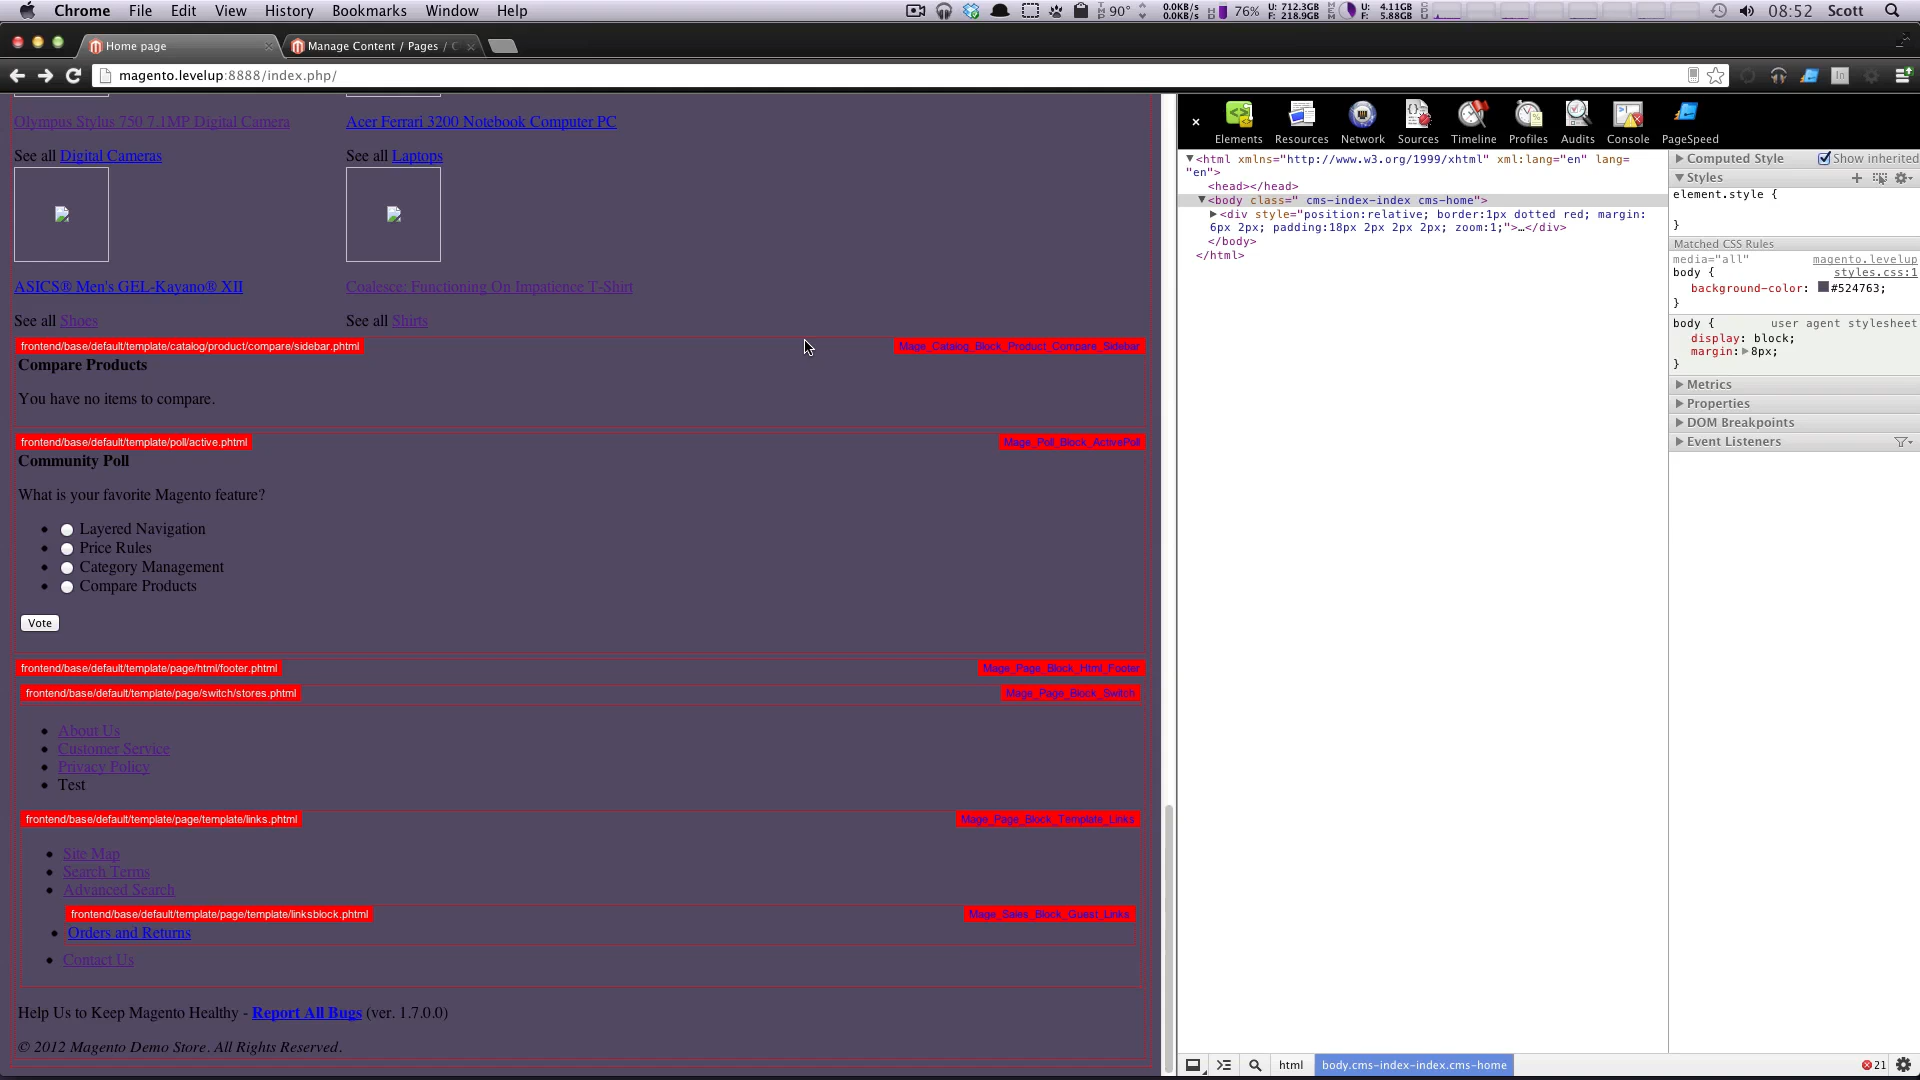 Chrome File Edit View History Bookmarks Window Help
90° 0.0KB/s 0.0KB/s 76% U: 712.3GB F: 218.9GB U: 4.11GB F: 5.88GB 08:52 Scott
Home page
Manage Content / Pages / C
magento.levelup:8888/index.php/
Olympus Stylus 750 7.1MP Digital Camera
Acer Ferrari 3200 Notebook Computer PC
See all Digital Cameras
See all Laptops
ASICS® Men's GEL-Kayano® XII
Coalesce: Functioning On Impatience T-Shirt
See all Shoes
See all Shirts
frontend/base/default/template/catalog/product/compare/sidebar.phtml
Mage_Catalog_Block_Product_Compare_Sidebar
Compare Products
You have no items to compare.
frontend/base/default/template/poll/active.phtml
Mage_Poll_Block_ActivePoll
Community Poll
What is your favorite Magento feature?
Layered Navigation
Price Rules
Category Management
Compare Products
Vote
frontend/base/default/template/page/html/footer.phtml
Mage_Page_Block_Html_Footer
frontend/base/default/template/page/switch/stores.phtml
Mage_Page_Block_Switch
About Us
Customer Service
Privacy Policy
Test
frontend/base/default/template/page/template/links.phtml
Mage_Page_Block_Template_Links
Site Map
Search Terms
Advanced Search
frontend/base/default/template/page/template/linksblock.phtml
Mage_Sales_Block_Guest_Links
Orders and Returns
Contact Us
Help Us to Keep Magento Healthy - Report All Bugs (ver. 1.7.0.0)
© 2012 Magento Demo Store. All Rights Reserved.
Elements Resources Network Sources Timeline Profiles Audits Console PageSpeed
<html xmlns="http://www.w3.org/1999/xhtml" xml:lang="en" lang=
"en">
<head></head>
<body class=" cms-index-index cms-home">
<div style="position:relative; border:1px dotted red; margin:
6px 2px; padding:18px 2px 2px 2px; zoom:1;">…</div>
</body>
</html>
Computed Style
Show inherited
Styles
element.style {
}
Matched CSS Rules
media="all" magento.levelup
body { styles.css:1
background-color: #524763;
}
body { user agent stylesheet
display: block;
margin: 8px;
}
Metrics
Properties
DOM Breakpoints
Event Listeners
html
body.cms-index-index.cms-home
21